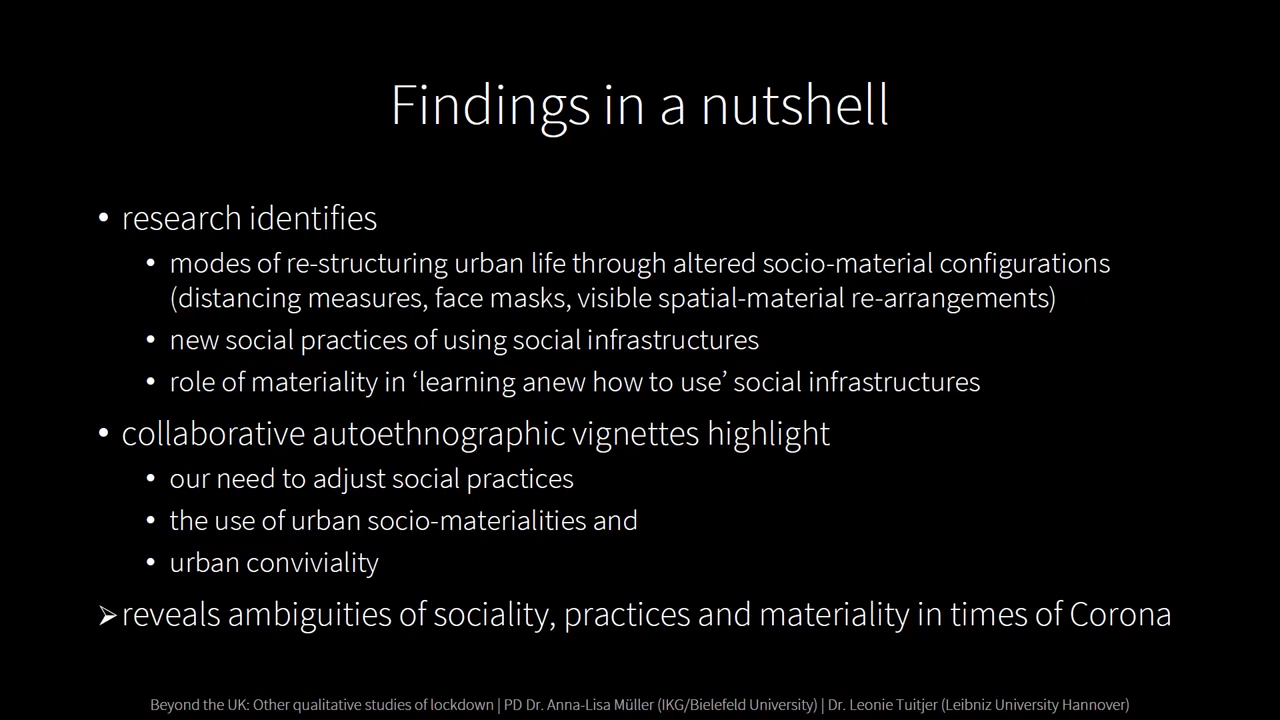 Findings in a nutshell
• research identifies
• modes of re-structuring urban life through altered socio-material configurations
(distancing measures, face masks, visible spatial-material re-arrangements)
• new social practices of using social infrastructures
• role of materiality in ‘learning anew how to use’ social infrastructures
• collaborative autoethnographic vignettes highlight
• our need to adjust social practices
• the use of urban socio-materialities and
• urban conviviality
➢reveals ambiguities of sociality, practices and materiality in times of Corona
Beyond the UK: Other qualitative studies of lockdown | PD Dr. Anna-Lisa Müller (IKG/Bielefeld University) | Dr. Leonie Tuitjer (Leibniz University Hannover)